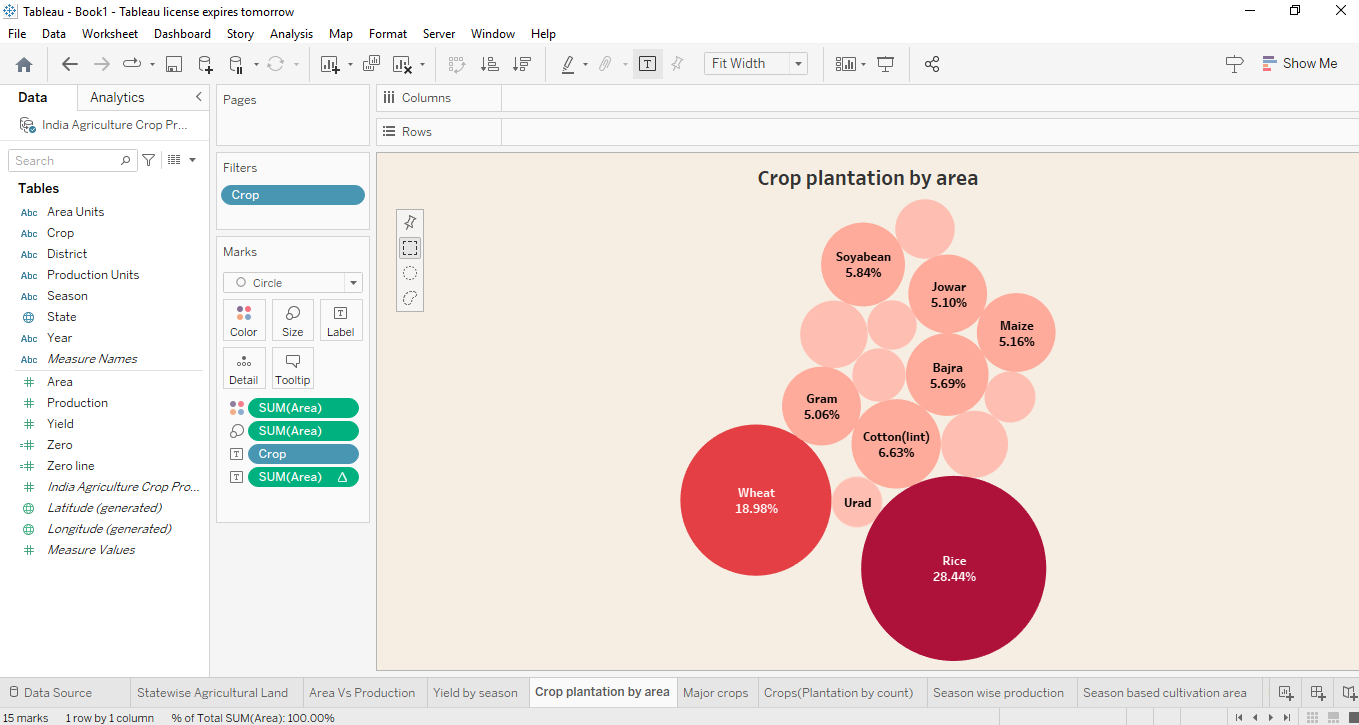 Tableau - Book1 - Tableau license expires tomorrow
File Data Worksheet Dashboard Story Analysis Map Format Server Window Help
Fit Width
Show Me
Data Analytics
India Agriculture Crop Pr...
Search
Tables
Abc Area Units
Abc Crop
Abc District
Abc Production Units
Abc Season
State
Abc Year
Abc Measure Names
# Area
# Production
# Yield
=# Zero
=# Zero line
# India Agriculture Crop Pro...
Latitude (generated)
Longitude (generated)
# Measure Values
Pages
Filters
Crop
Marks
Circle
Color Size Label
Detail Tooltip
SUM(Area)
SUM(Area)
Crop
SUM(Area) Δ
Columns
Rows
Crop plantation by area
Soyabean
5.84%
Jowar
5.10%
Maize
5.16%
Bajra
5.69%
Gram
5.06%
Cotton(lint)
6.63%
Wheat
18.98%
Urad
Rice
28.44%
Data Source Statewise Agricultural Land Area Vs Production Yield by season Crop plantation by area Major crops Crops(Plantation by count) Season wise production Season based cultivation area
15 marks 1 row by 1 column % of Total SUM(Area): 100.00%